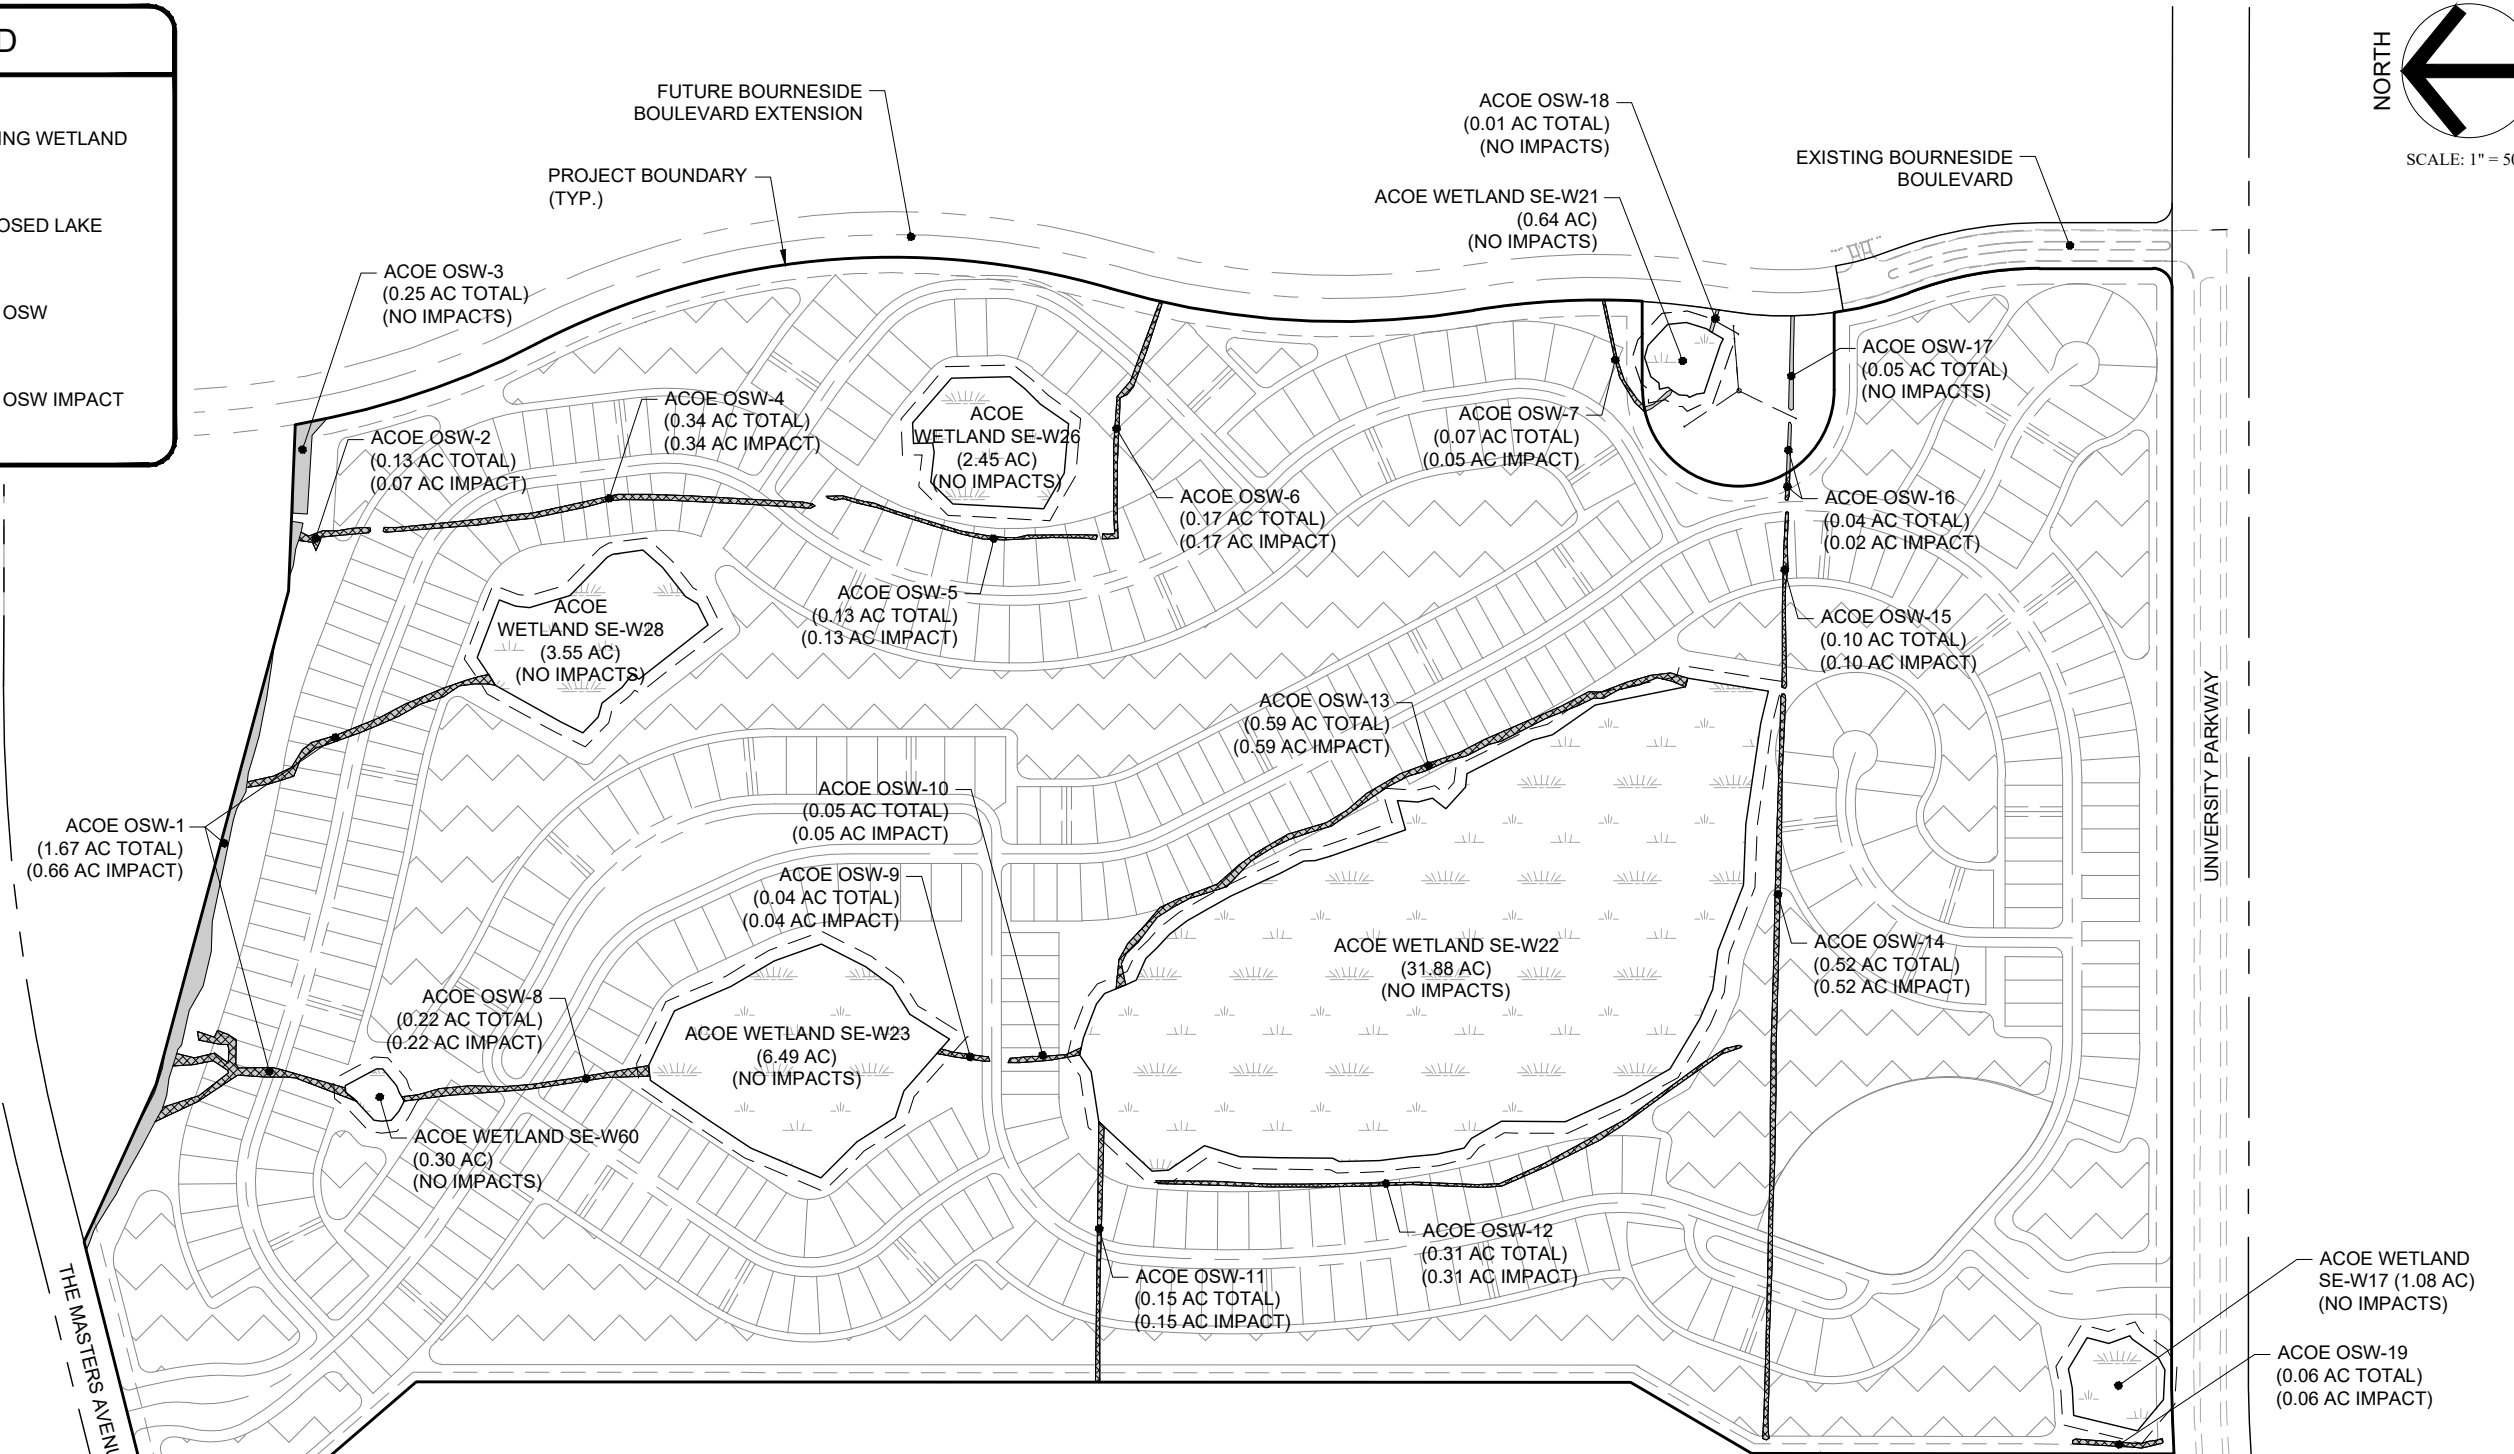 D
ING WETLAND
OSED LAKE
OSW
OSW IMPACT
NORTH
SCALE: 1" = 50
FUTURE BOURNESIDE
BOULEVARD EXTENSION
PROJECT BOUNDARY
(TYP.)
ACOE OSW-18
(0.01 AC TOTAL)
(NO IMPACTS)
EXISTING BOURNESIDE
BOULEVARD
ACOE WETLAND SE-W21
(0.64 AC)
(NO IMPACTS)
ACOE OSW-3
(0.25 AC TOTAL)
(NO IMPACTS)
ACOE OSW-2
(0.13 AC TOTAL)
(0.07 AC IMPACT)
ACOE OSW-4
(0.34 AC TOTAL)
(0.34 AC IMPACT)
ACOE
WETLAND SE-W26
(2.45 AC)
(NO IMPACTS)
ACOE OSW-7
(0.07 AC TOTAL)
(0.05 AC IMPACT)
ACOE OSW-17
(0.05 AC TOTAL)
(NO IMPACTS)
ACOE OSW-6
(0.17 AC TOTAL)
(0.17 AC IMPACT)
ACOE OSW-16
(0.04 AC TOTAL)
(0.02 AC IMPACT)
ACOE
WETLAND SE-W28
(3.55 AC)
(NO IMPACTS)
ACOE OSW-5
(0.13 AC TOTAL)
(0.13 AC IMPACT)
ACOE OSW-15
(0.10 AC TOTAL)
(0.10 AC IMPACT)
ACOE OSW-13
(0.59 AC TOTAL)
(0.59 AC IMPACT)
UNIVERSITY PARKWAY
ACOE OSW-1
(1.67 AC TOTAL)
(0.66 AC IMPACT)
ACOE OSW-10
(0.05 AC TOTAL)
(0.05 AC IMPACT)
ACOE OSW-9
(0.04 AC TOTAL)
(0.04 AC IMPACT)
ACOE WETLAND SE-W22
(31.88 AC)
(NO IMPACTS)
ACOE OSW-14
(0.52 AC TOTAL)
(0.52 AC IMPACT)
ACOE OSW-8
(0.22 AC TOTAL)
(0.22 AC IMPACT)
ACOE WETLAND SE-W23
(6.49 AC)
(NO IMPACTS)
ACOE WETLAND SE-W60
(0.30 AC)
(NO IMPACTS)
ACOE OSW-12
(0.31 AC TOTAL)
(0.31 AC IMPACT)
ACOE OSW-11
(0.15 AC TOTAL)
(0.15 AC IMPACT)
ACOE WETLAND
SE-W17 (1.08 AC)
(NO IMPACTS)
ACOE OSW-19
(0.06 AC TOTAL)
(0.06 AC IMPACT)
THE MASTERS AVENU